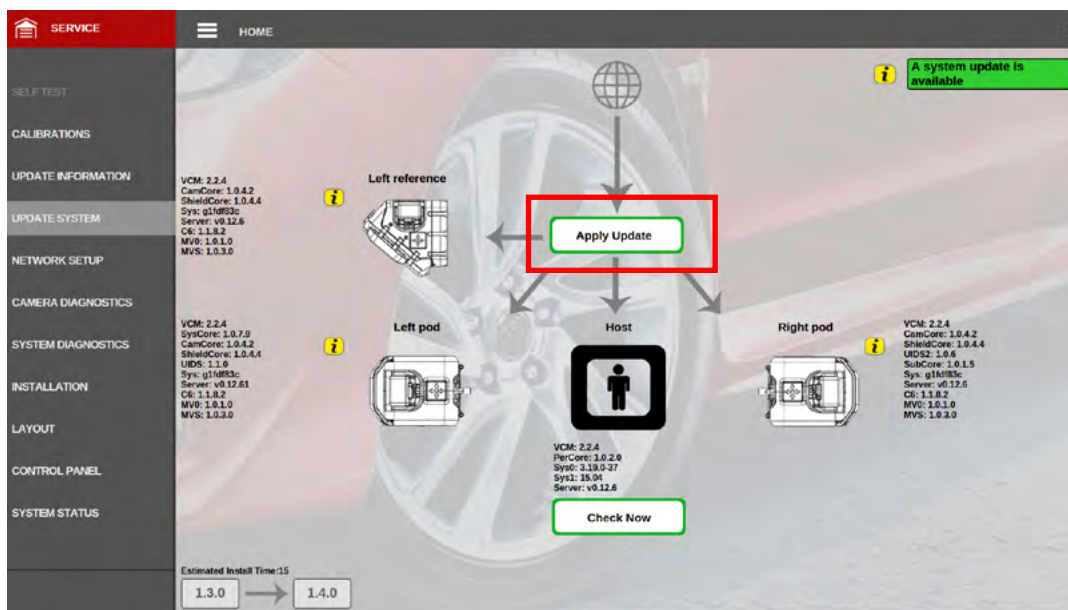 SERVICE
HOME
A system update is
available
SELF TEST
CALIBRATIONS
UPDATE INFORMATION
UPDATE SYSTEM
NETWORK SETUP
CAMERA DIAGNOSTICS
SYSTEM DIAGNOSTICS
INSTALLATION
LAYOUT
CONTROL PANEL
SYSTEM STATUS
VCM: 2.2.4
CamCore: 1.0.4.2
ShieldCore: 1.0.4.4
Sys: g1fdf83c
Server: v0.12.6
C6: 1.1.8.2
MV0: 1.0.1.0
MVS: 1.0.3.0
i
Left reference
Apply Update
VCM: 2.2.4
SysCore: 1.0.7.9
CamCore: 1.0.4.2
ShieldCore: 1.0.4.4
UIDS: 1.1.0
Sys: g1fdf83c
Server: v0.12.61
C6: 1.1.8.2
MV0: 1.0.1.0
MVS: 1.0.3.0
i
Left pod
Host
VCM: 2.2.4
PerCore: 1.0.2.0
Sys0: 3.19.0-37
Sys1: 15.04
Server: v0.12.6
Check Now
Right pod
i
VCM: 2.2.4
CamCore: 1.0.4.2
ShieldCore: 1.0.4.4
UIDS2: 1.0.6
SubCore: 1.0.1.5
Sys: g1fdf83c
Server: v0.12.6
C6: 1.1.8.2
MV0: 1.0.1.0
MVS: 1.0.3.0
i
Estimated Install Time:15
1.3.0
1.4.0